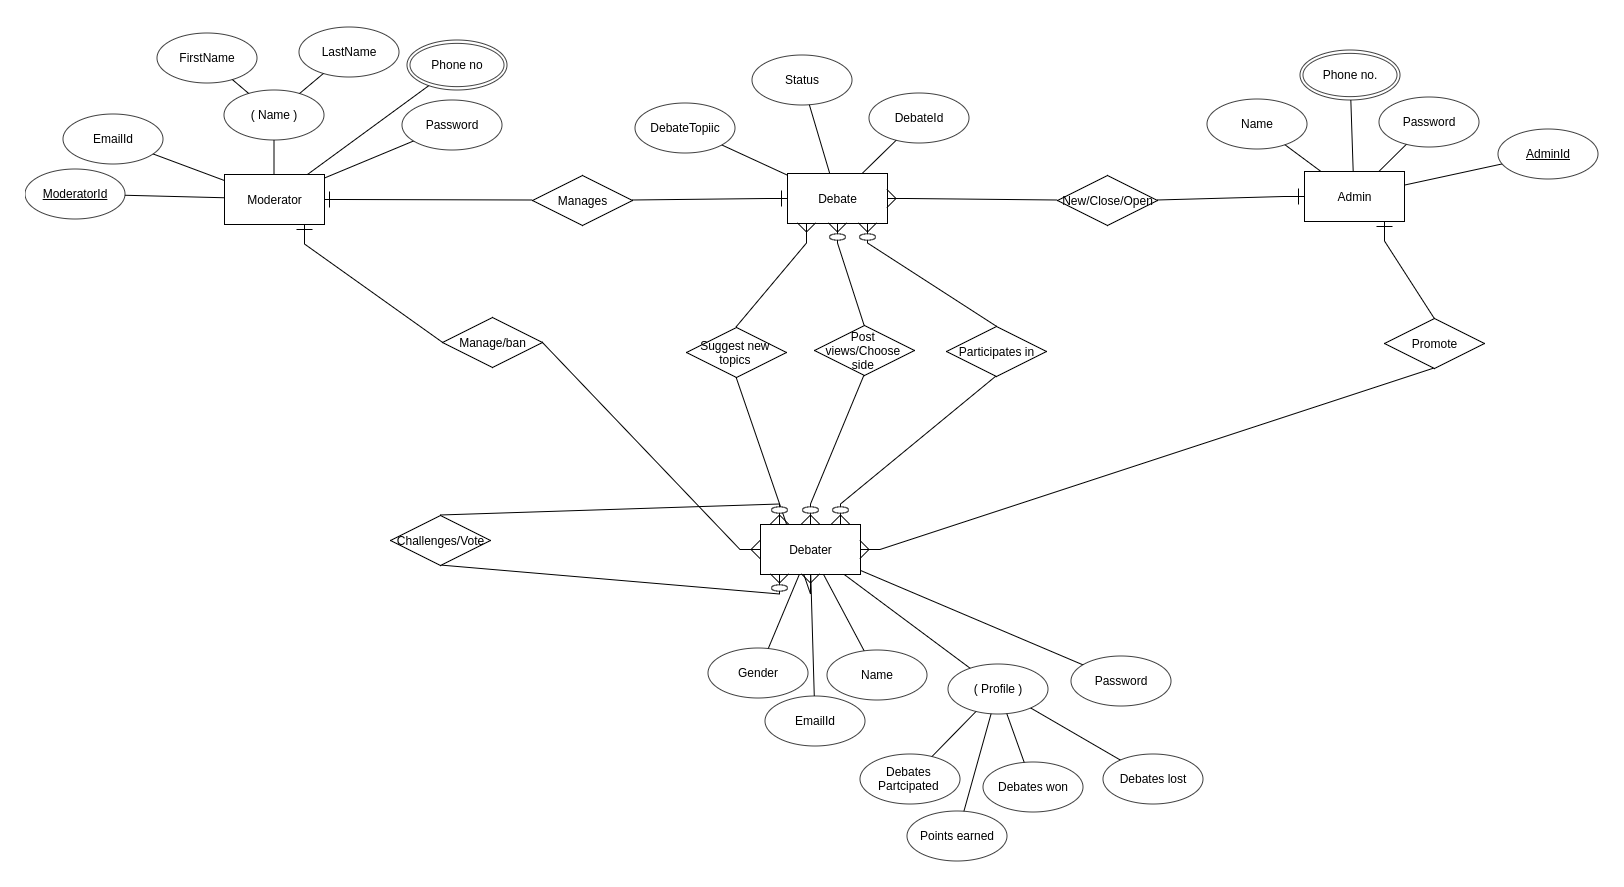 FirstName
LastName
Phone no
( Name )
Password
EmailId
ModeratorId
Moderator
Manages
Status
DebateTopiic
DebateId
Debate
New/Close/Open
Phone no.
Name
Password
AdminId
Admin
Manage/ban
Suggest new
topics
Post
views/Choose
side
Participates in
Promote
Challenges/Vote
Debater
Gender
Name
EmailId
( Profile )
Password
Debates
Partcipated
Debates won
Debates lost
Points earned